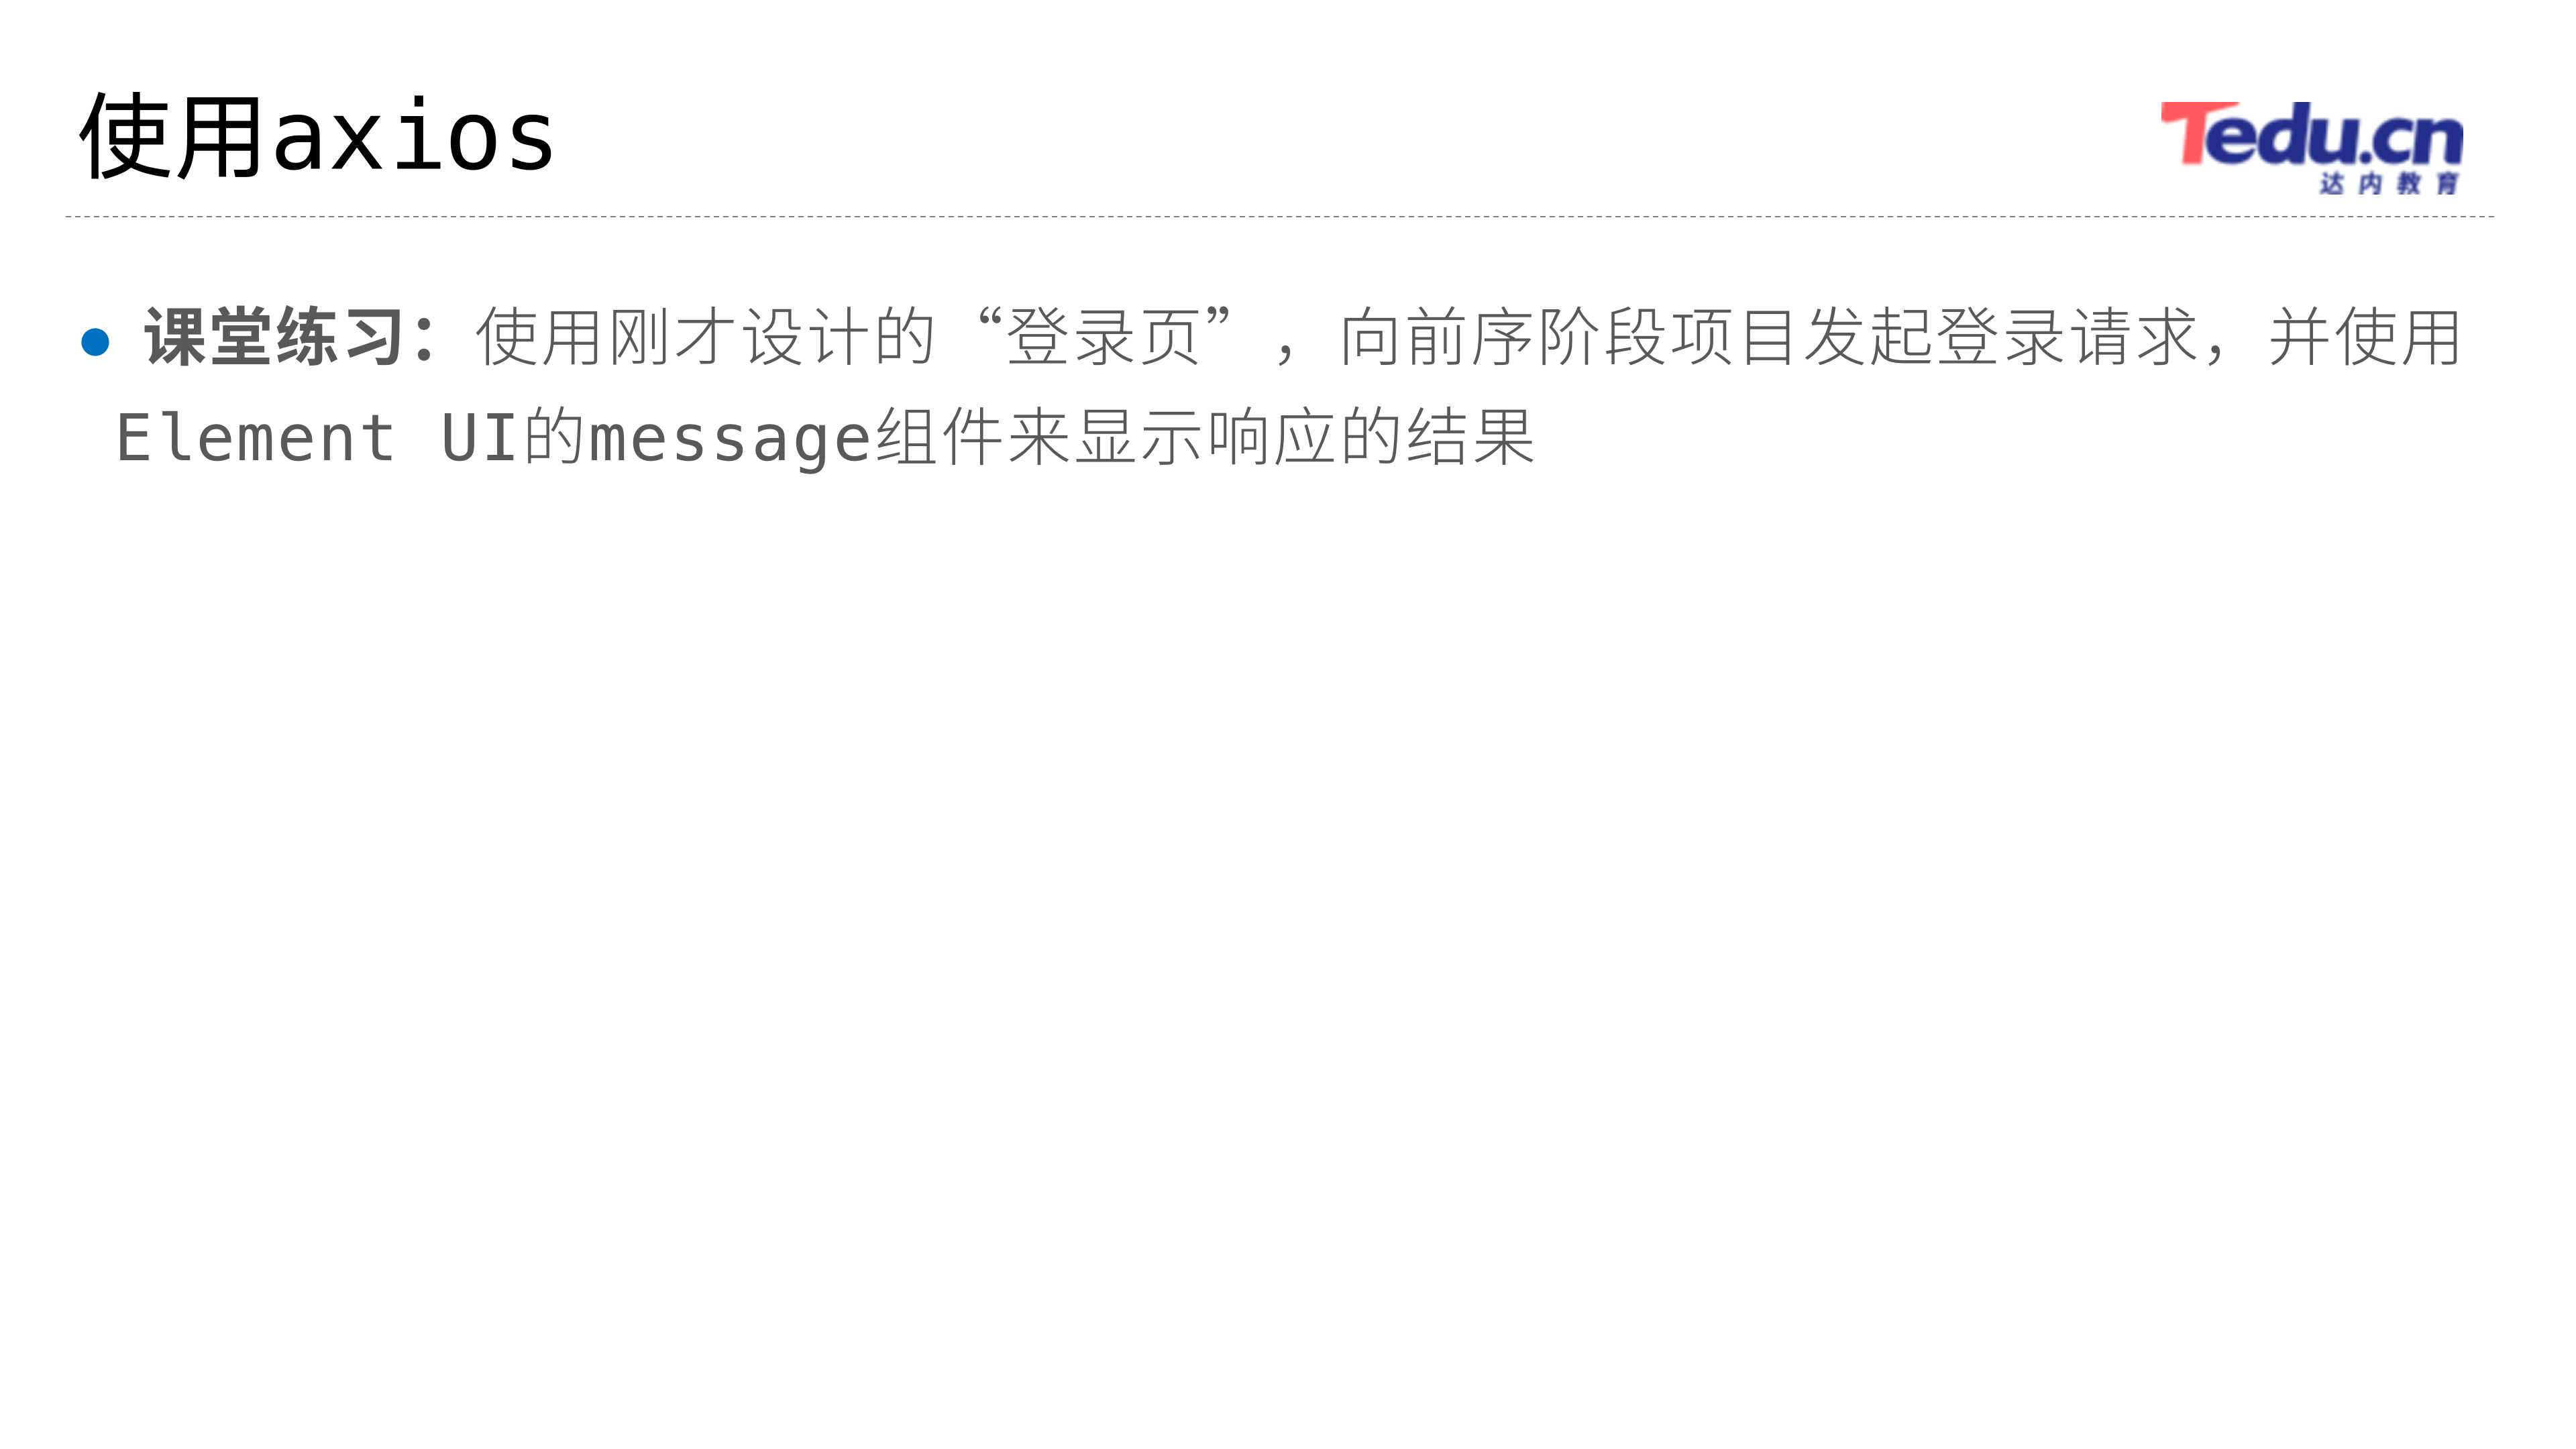 使用axios
Tedu.cn
达内教育
● 课堂练习：使用刚才设计的“登录页”，向前序阶段项目发起登录请求，并使用
Element UI的message组件来显示响应的结果